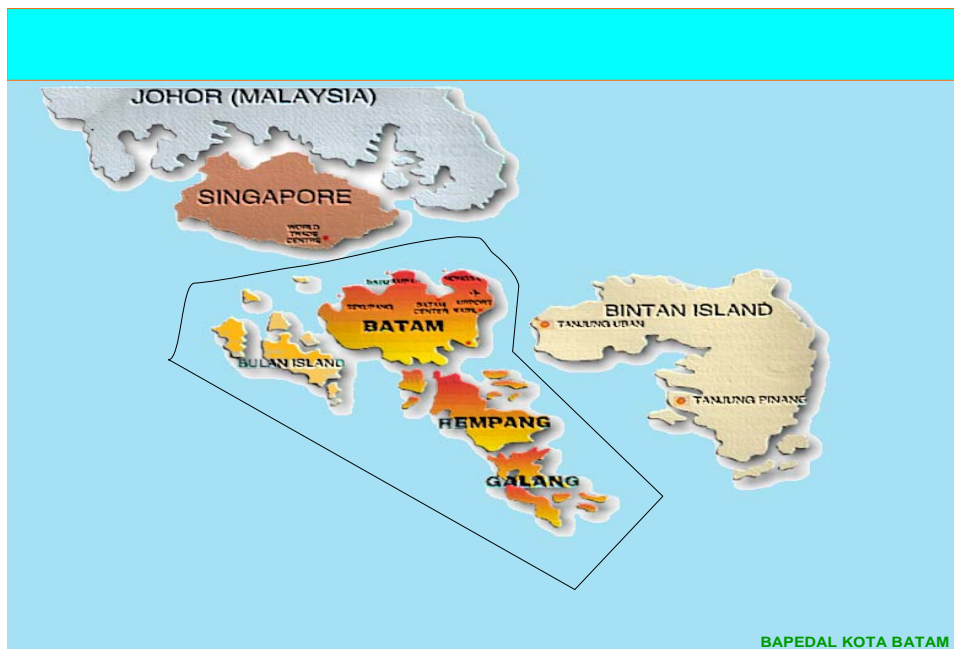 JOHOR (MALAYSIA)
SINGAPORE
WORLD
TRADE
CENTRE
SEKUPANG
BATAM
CENTER
AIRPORT
BATAM
BULAN ISLAND
REMPANG
GALANG
BINTAN ISLAND
TANJUNG UBAN
TANJUNG PINANG
BAPEDAL KOTA BATAM